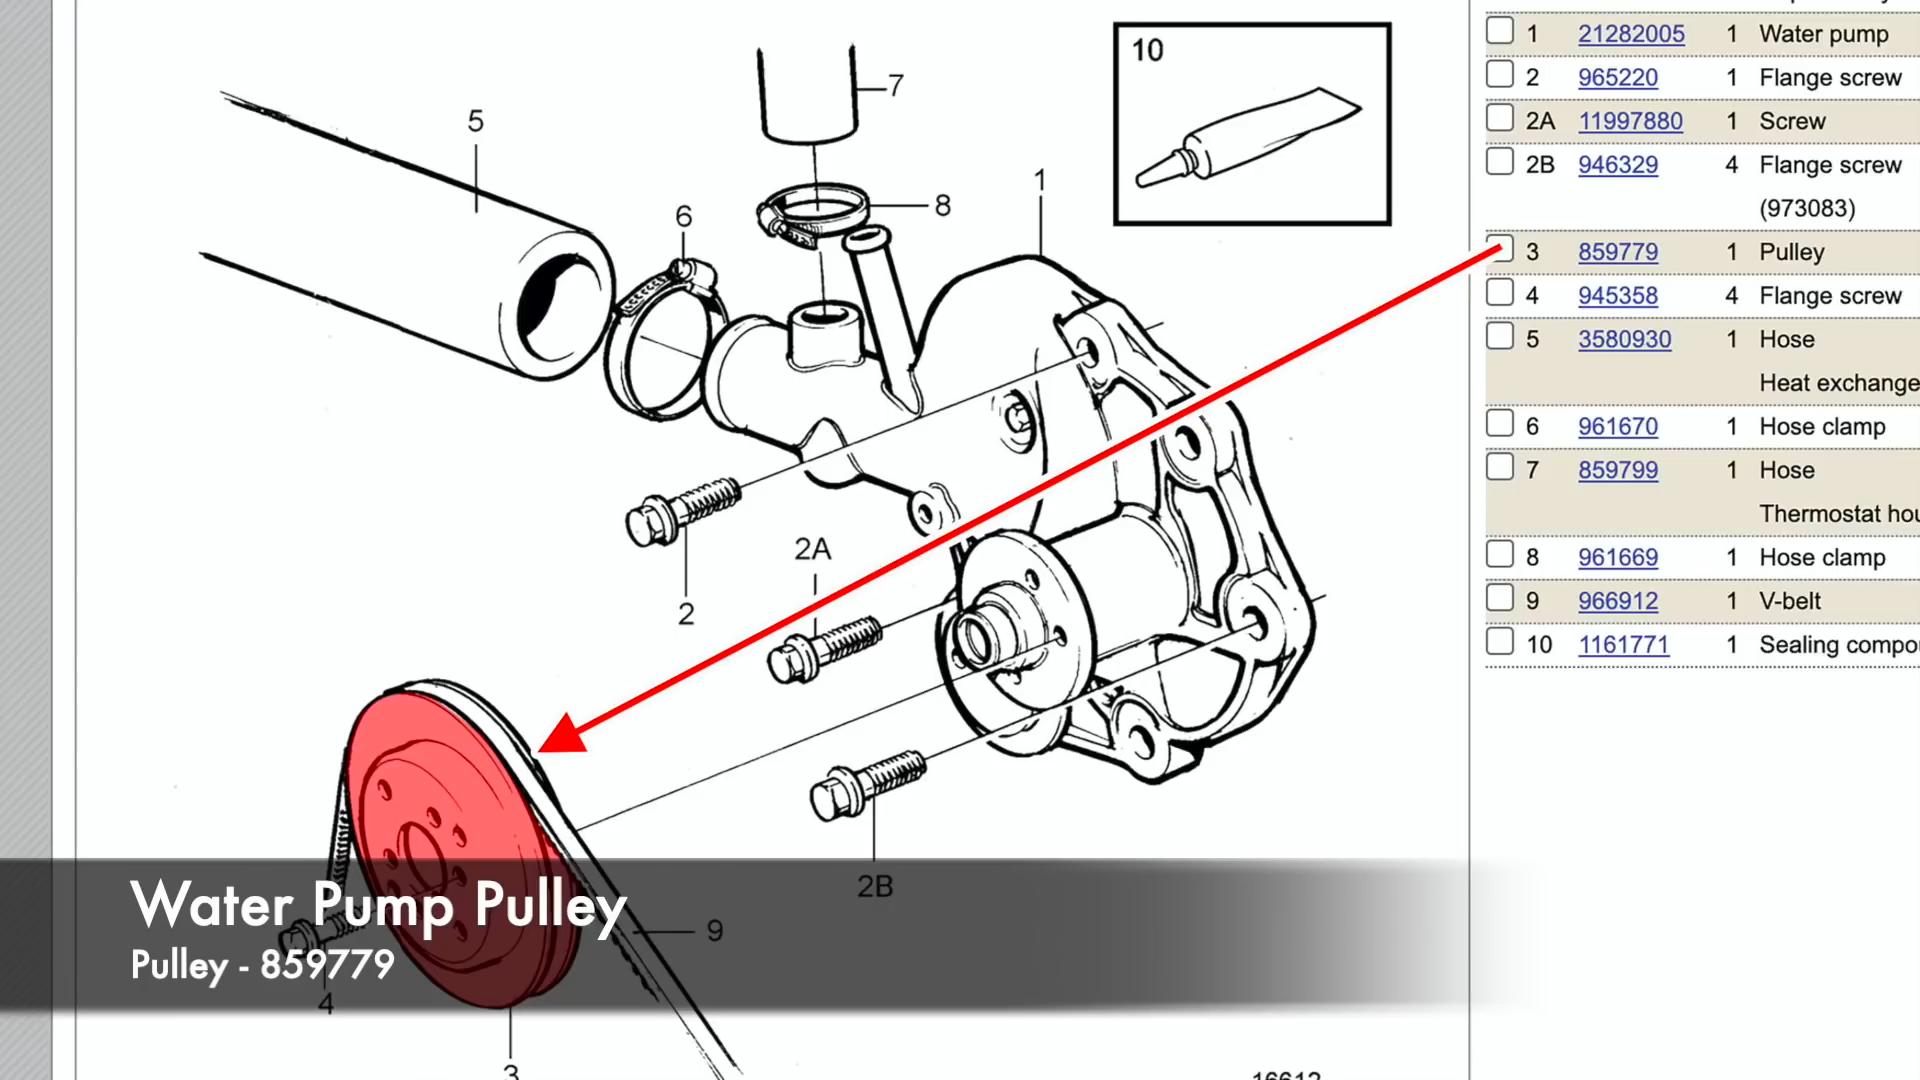 5
7
10
6
8
1
2
2A
2B
9
4
3
Water Pump Pulley
Pulley - 859779
1 21282005 1 Water pump
2 965220 1 Flange screw
2A 11997880 1 Screw
2B 946329 4 Flange screw
(973083)
3 859779 1 Pulley
4 945358 4 Flange screw
5 3580930 1 Hose
Heat exchange
6 961670 1 Hose clamp
7 859799 1 Hose
Thermostat hou
8 961669 1 Hose clamp
9 966912 1 V-belt
10 1161771 1 Sealing compo